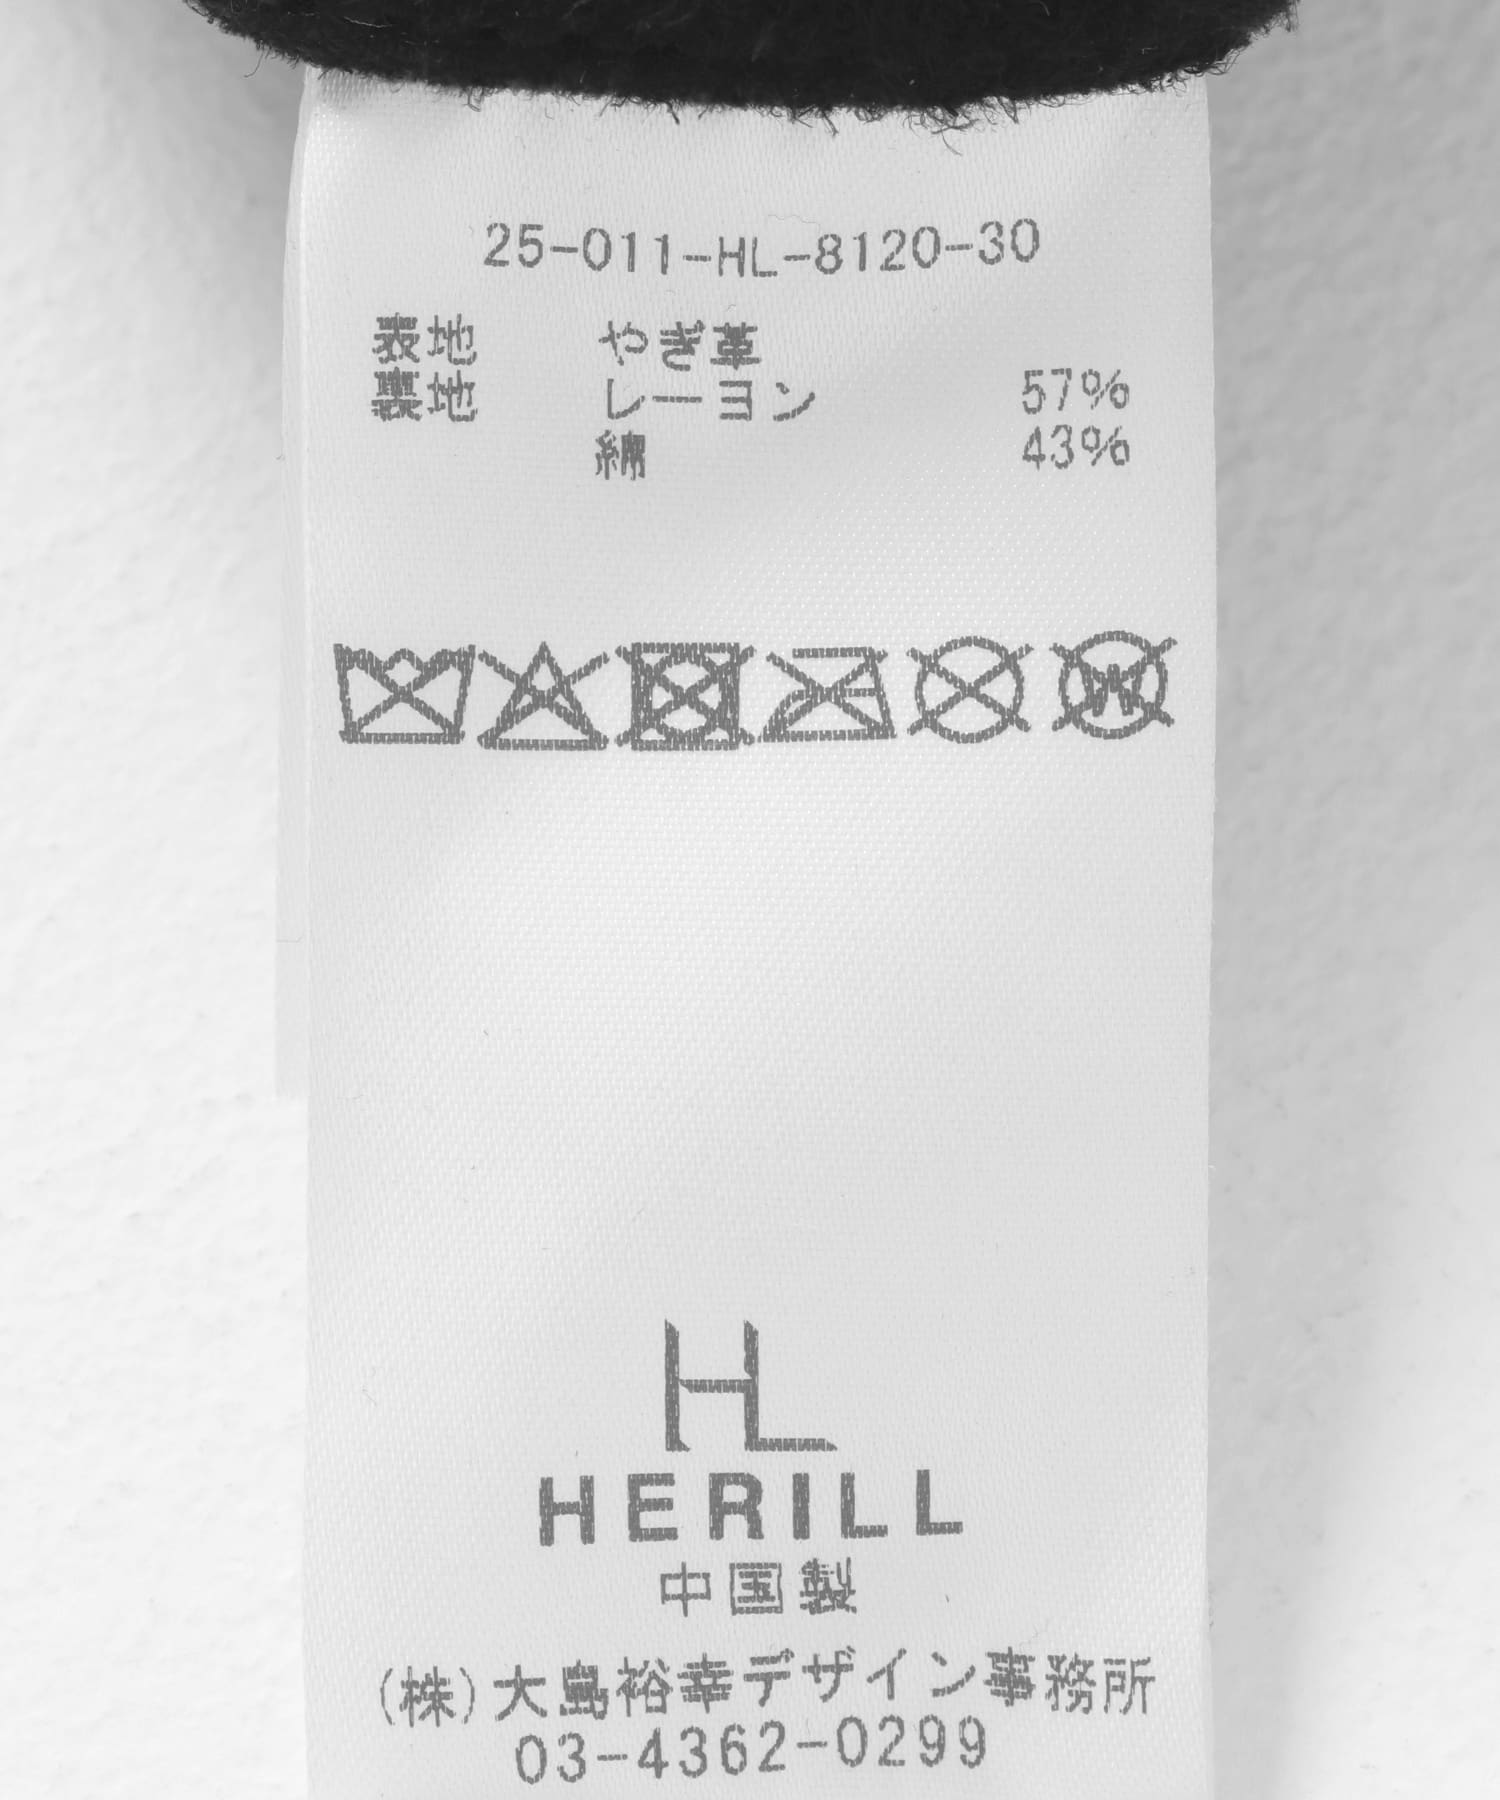 25-011-HL-8120-30
表地 やぎ革
裏地 レーヨン 57%
綿 43%
W
HL
HERILL
中国製
(株)大島裕幸デザイン事務所
03-4362-0299